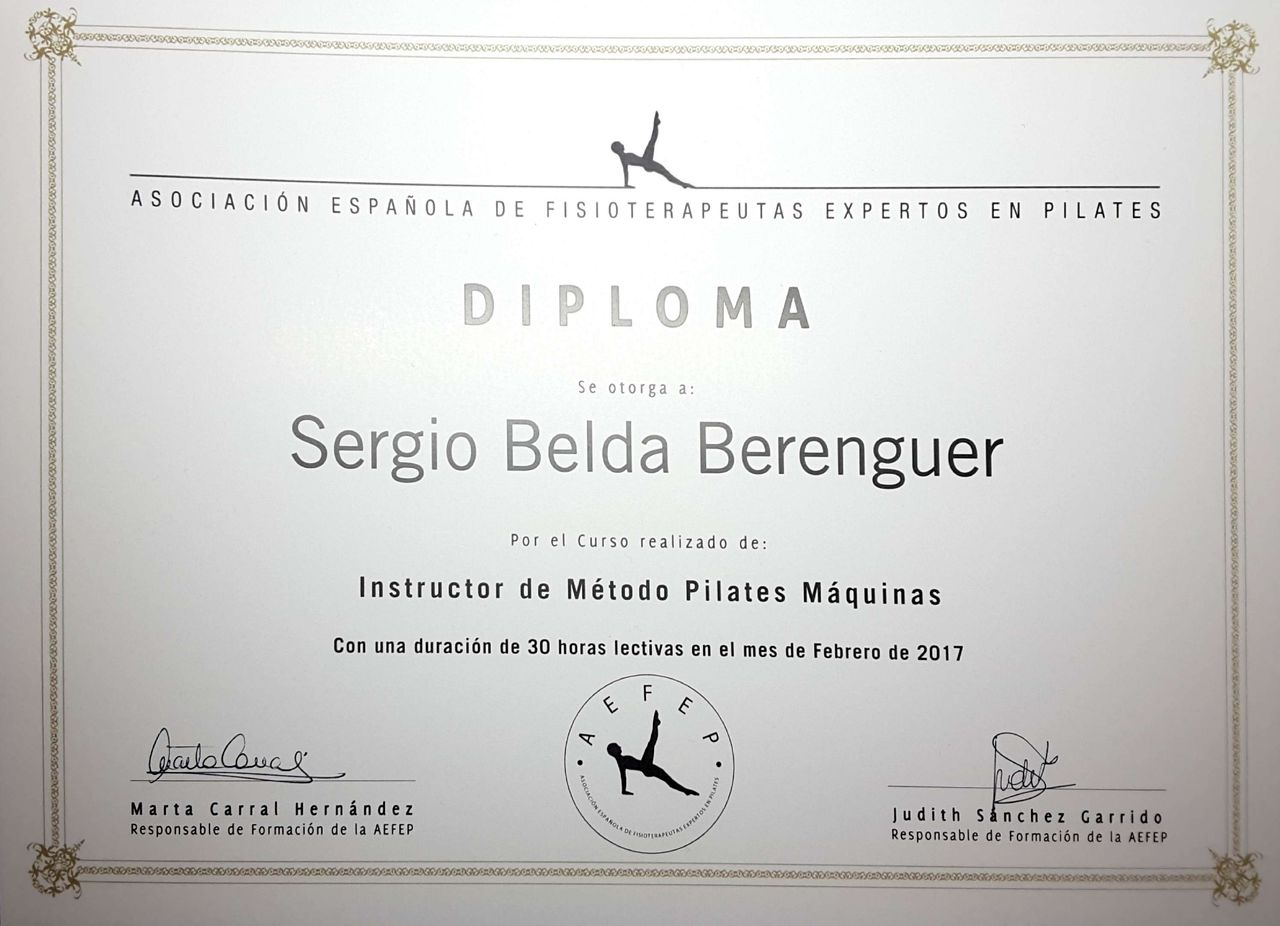 ASOCIACIÓN ESPAÑOLA DE FISIOTERAPEUTAS EXPERTOS EN PILATES
DIPLOMA
Se otorga a:
Sergio Belda Berenguer
Por el Curso realizado de:
Instructor de Método Pilates Máquinas
Con una duración de 30 horas lectivas en el mes de Febrero de 2017
AEFEP
ASOCIACIÓN ESPAÑOLA DE FISIOTERAPEUTAS EXPERTOS EN PILATES
Marta Carral
Marta Carral Hernández
Responsable de Formación de la AEFEP
Judit
Judith Sánchez Garrido
Responsable de Formación de la AEFEP